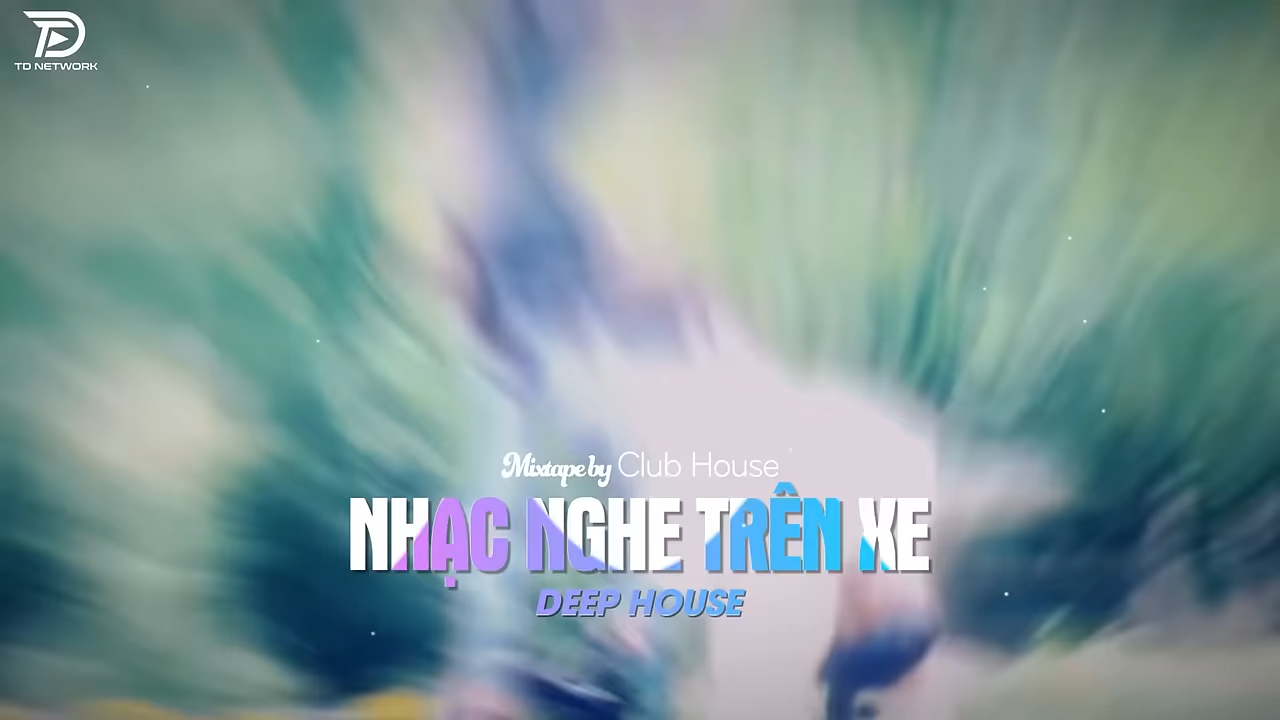 TD NETWORK
Mixtape by Club House
NHẠC NGHE TRÊN XE
DEEP HOUSE